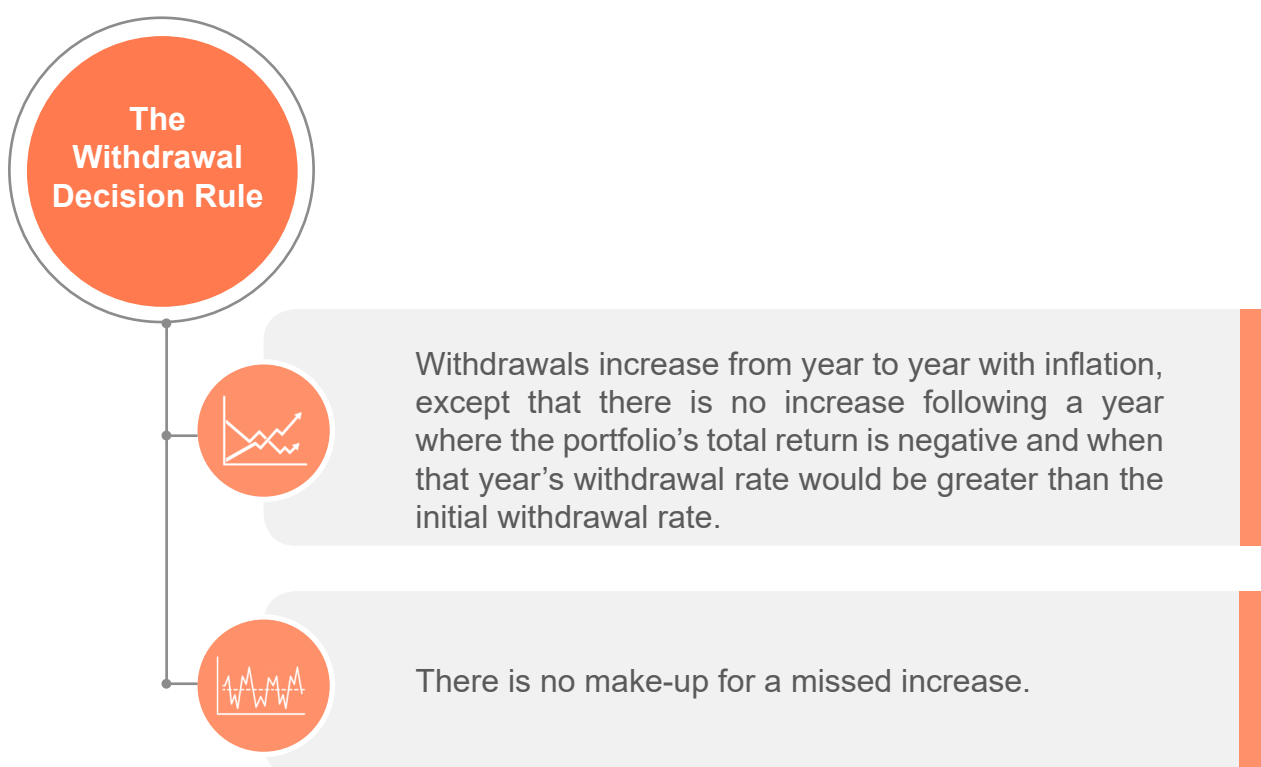 The
Withdrawal
Decision Rule
Withdrawals increase from year to year with inflation,
except that there is no increase following a year
where the portfolio’s total return is negative and when
that year’s withdrawal rate would be greater than the
initial withdrawal rate.
There is no make-up for a missed increase.